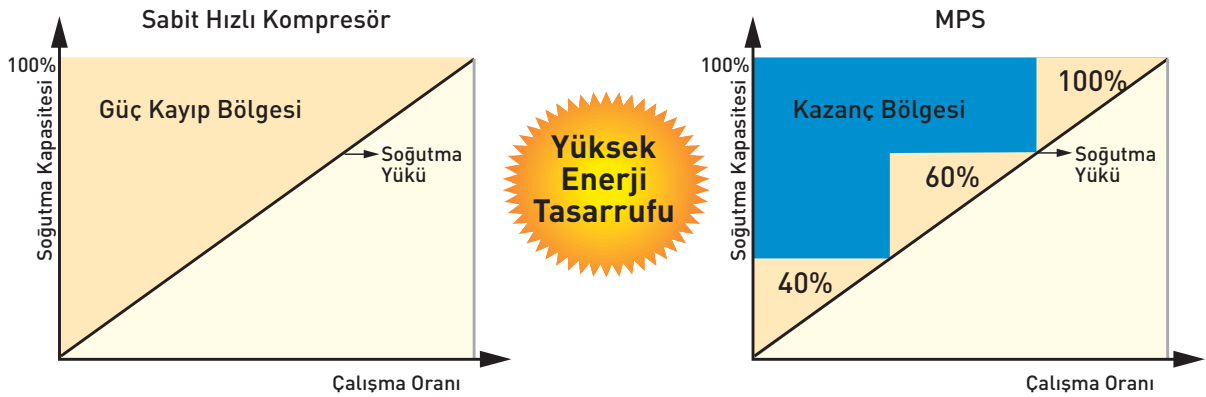 Sabit Hızlı Kompresör
100%
Soğutma Kapasitesi
Güç Kayıp Bölgesi
Soğutma
Yükü
Çalışma Oranı
Yüksek
Enerji
Tasarrufu
MPS
100%
Soğutma Kapasitesi
Kazanç Bölgesi
100%
60%
40%
Soğutma
Yükü
Çalışma Oranı